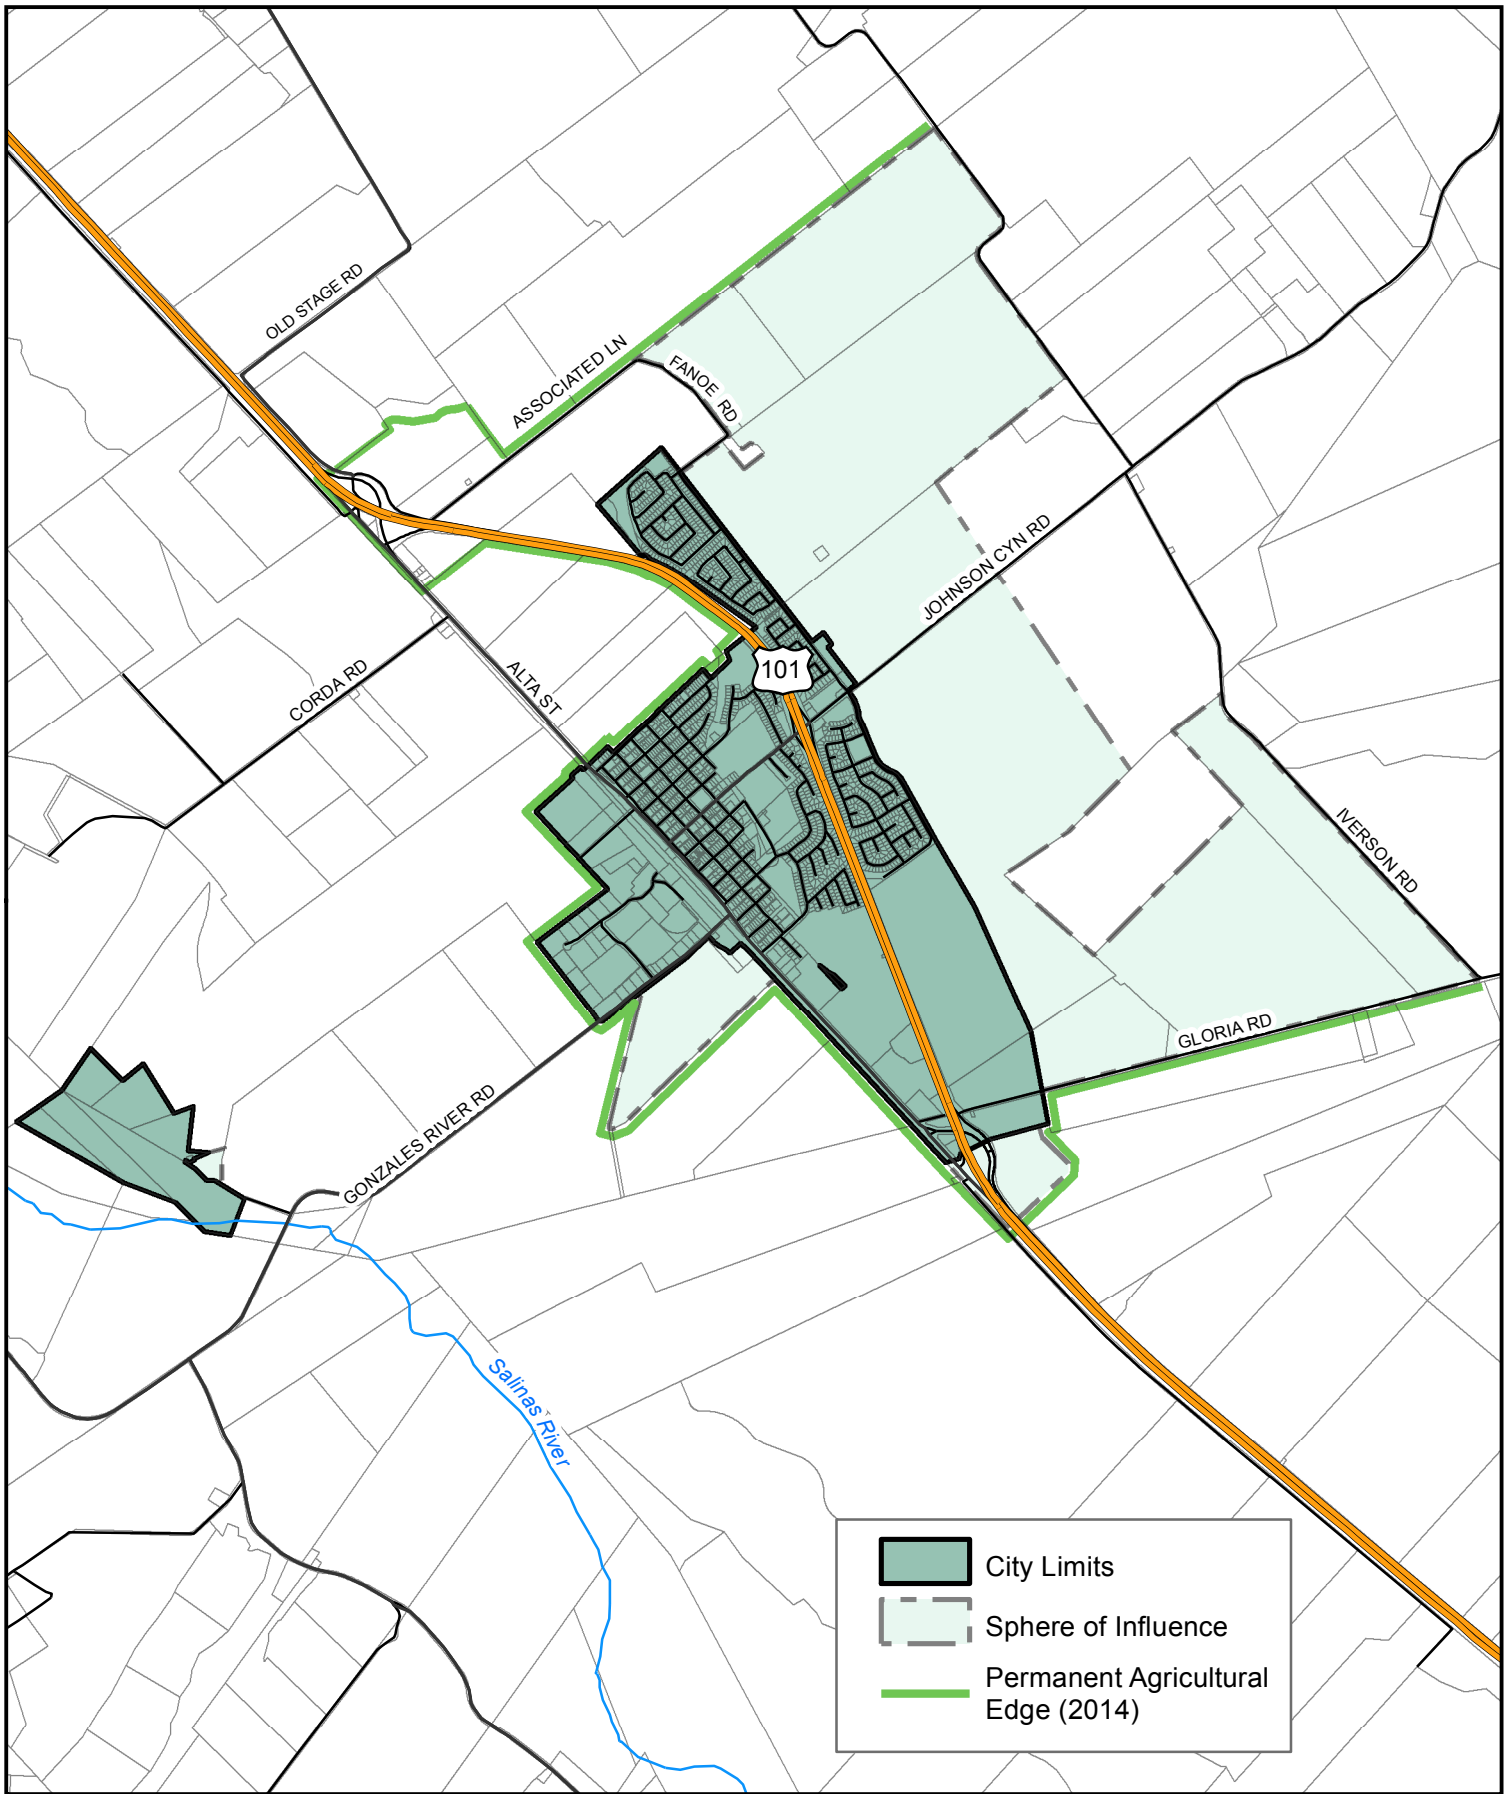 OLD STAGE RD
ASSOCIATED LN
FANOE RD
JOHNSON CYN RD
101
CORDA RD
ALTA ST
IVERSON RD
GLORIA RD
GONZALES RIVER RD
Salinas River
City Limits
Sphere of Influence
Permanent Agricultural
Edge (2014)